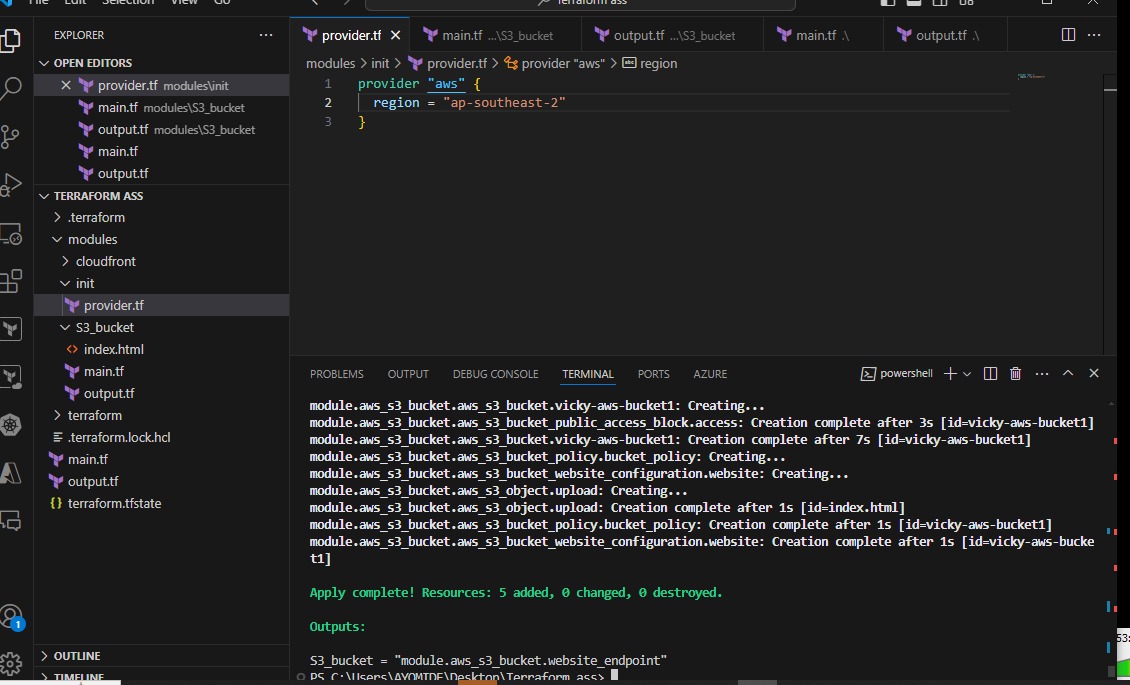 File Edit Selection View Go
Terraform ass
EXPLORER
OPEN EDITORS
provider.tf modules\init
main.tf modules\S3_bucket
output.tf modules\S3_bucket
main.tf
output.tf
TERRAFORM ASS
.terraform
modules
cloudfront
init
provider.tf
S3_bucket
index.html
main.tf
output.tf
terraform
.terraform.lock.hcl
main.tf
output.tf
terraform.tfstate
OUTLINE
TIMELINE
1
provider.tf
main.tf ...\S3_bucket
output.tf ...\S3_bucket
main.tf .\
output.tf .\
modules > init > provider.tf > provider "aws" > region
1 provider "aws" {
2 region = "ap-southeast-2"
3 }
PROBLEMS OUTPUT DEBUG CONSOLE TERMINAL PORTS AZURE
powershell
module.aws_s3_bucket.aws_s3_bucket.vicky-aws-bucket1: Creating...
module.aws_s3_bucket.aws_s3_bucket_public_access_block.access: Creation complete after 3s [id=vicky-aws-bucket1]
module.aws_s3_bucket.aws_s3_bucket.vicky-aws-bucket1: Creation complete after 7s [id=vicky-aws-bucket1]
module.aws_s3_bucket.aws_s3_bucket_policy.bucket_policy: Creating...
module.aws_s3_bucket.aws_s3_bucket_website_configuration.website: Creating...
module.aws_s3_bucket.aws_s3_object.upload: Creating...
module.aws_s3_bucket.aws_s3_object.upload: Creation complete after 1s [id=index.html]
module.aws_s3_bucket.aws_s3_bucket_policy.bucket_policy: Creation complete after 1s [id=vicky-aws-bucket1]
module.aws_s3_bucket.aws_s3_bucket_website_configuration.website: Creation complete after 1s [id=vicky-aws-bucke
t1]
Apply complete! Resources: 5 added, 0 changed, 0 destroyed.
Outputs:
S3_bucket = "module.aws_s3_bucket.website_endpoint"
PS C:\Users\AYOMIDE\Desktop\Terraform ass>
53: